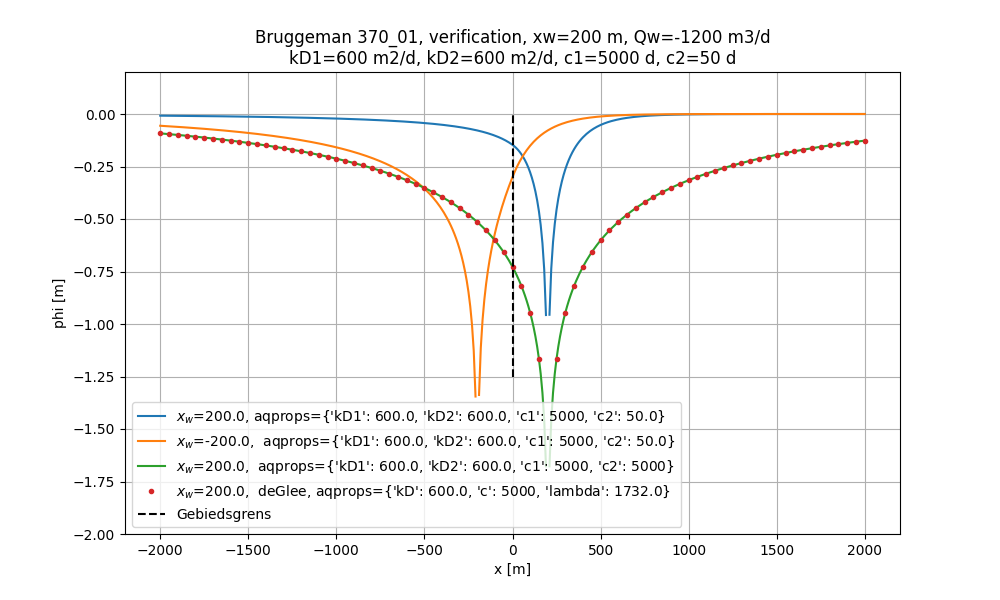 Bruggeman 370_01, verification, xw=200 m, Qw=-1200 m3/d
kD1=600 m2/d, kD2=600 m2/d, c1=5000 d, c2=50 d
0.00
−0.25
−0.50
−0.75
−1.00
−1.25
−1.50
−1.75
−2.00
phi [m]
x_w=200.0, aqprops={'kD1': 600.0, 'kD2': 600.0, 'c1': 5000, 'c2': 50.0}
x_w=-200.0,  aqprops={'kD1': 600.0, 'kD2': 600.0, 'c1': 5000, 'c2': 50.0}
x_w=200.0,  aqprops={'kD1': 600.0, 'kD2': 600.0, 'c1': 5000, 'c2': 5000}
x_w=200.0,  deGlee, aqprops={'kD': 600.0, 'c': 5000, 'lambda': 1732.0}
Gebiedsgrens
−2000 −1500 −1000 −500 0 500 1000 1500 2000
x [m]